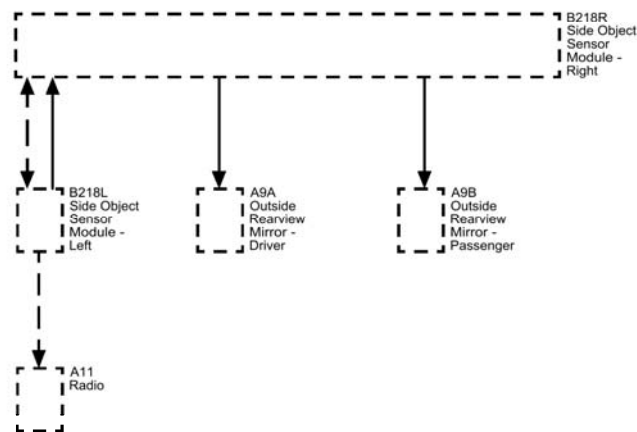 B218R
Side Object
Sensor
Module -
Right
B218L
Side Object
Sensor
Module -
Left
A9A
Outside
Rearview
Mirror -
Driver
A9B
Outside
Rearview
Mirror -
Passenger
A11
Radio